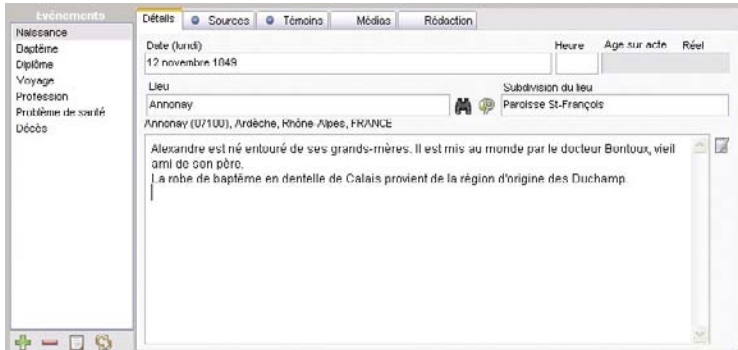 Evénements
Naissance
Baptême
Diplôme
Voyage
Profession
Problème de santé
Décès
Détails
Sources
Témoins
Médias
Rédaction
Date (lundi)
Heure
Age sur acte
Réel
12 novembre 1849
Lieu
Subdivision du lieu
Annonay
Paroisse St-François
Annonay (07100), Ardèche, Rhône-Alpes, FRANCE
Alexandre est né entouré de ses grands-mères. Il est mis au monde par le docteur Bontoux, vieil
ami de son père.
La robe de baptême en dentelle de Calais provient de la région d'origine des Duchamp.